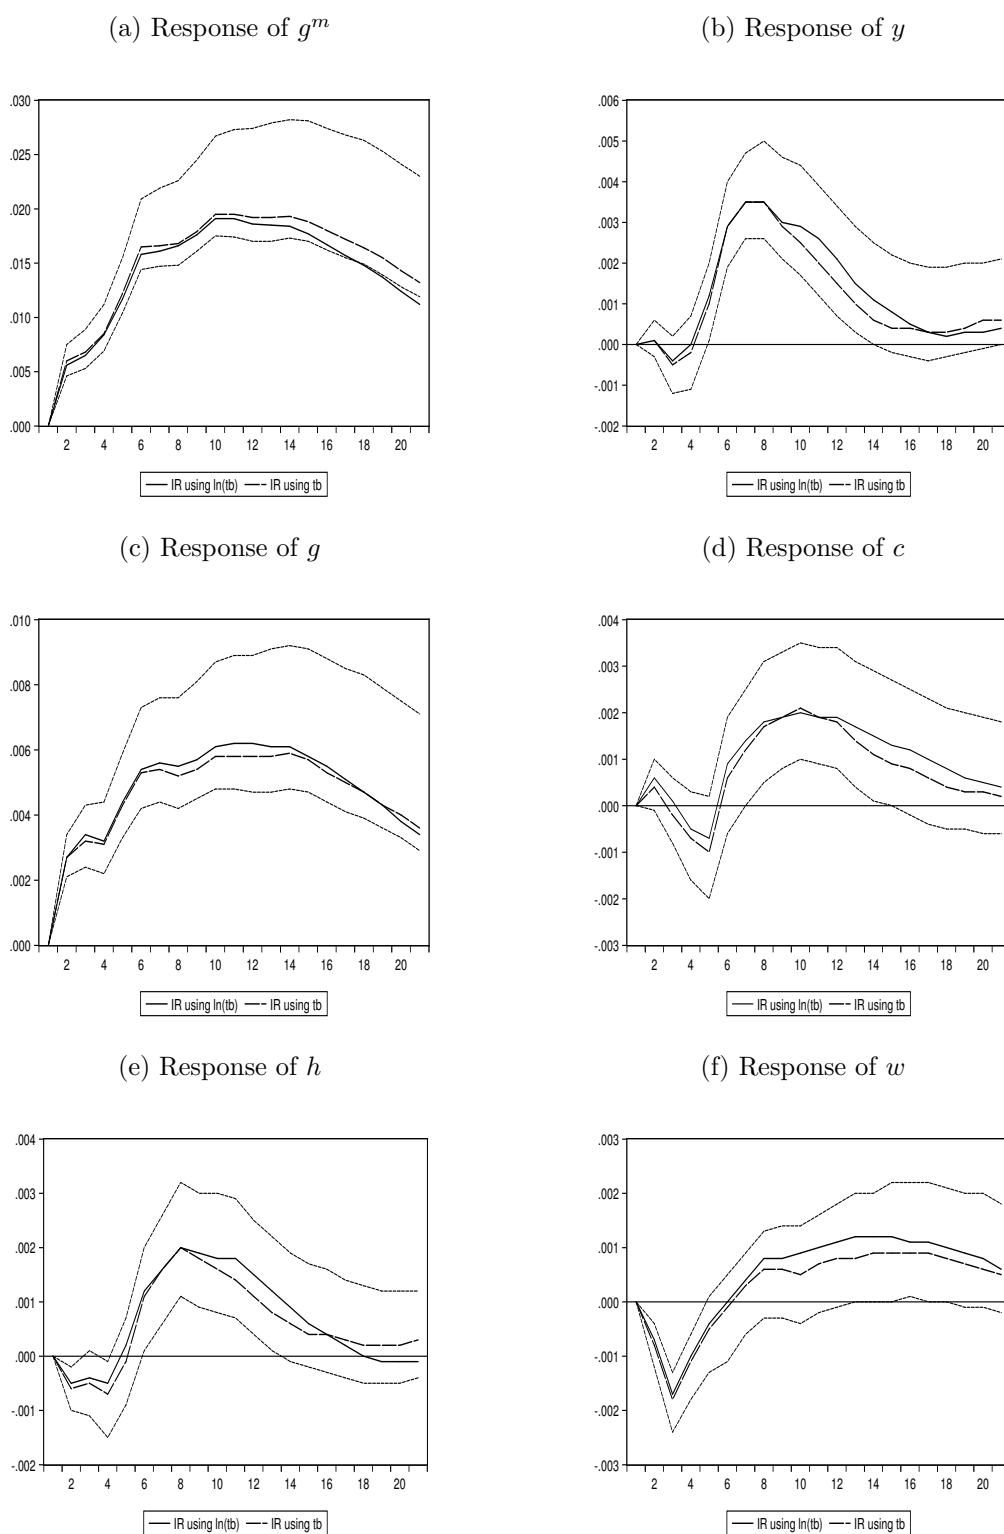 (a) Response of g^m
(b) Response of y
.030
.025
.020
.015
.010
.005
.000
2 4 6 8 10 12 14 16 18 20
IR using ln(tb) IR using tb
.006
.005
.004
.003
.002
.001
.000
-.001
-.002
2 4 6 8 10 12 14 16 18 20
IR using ln(tb) IR using tb
(c) Response of g
(d) Response of c
.010
.008
.006
.004
.002
.000
2 4 6 8 10 12 14 16 18 20
IR using ln(tb) IR using tb
.004
.003
.002
.001
.000
-.001
-.002
-.003
2 4 6 8 10 12 14 16 18 20
IR using ln(tb) IR using tb
(e) Response of h
(f) Response of w
.004
.003
.002
.001
.000
-.001
-.002
2 4 6 8 10 12 14 16 18 20
IR using ln(tb) IR using tb
.003
.002
.001
.000
-.001
-.002
-.003
2 4 6 8 10 12 14 16 18 20
IR using ln(tb) IR using tb